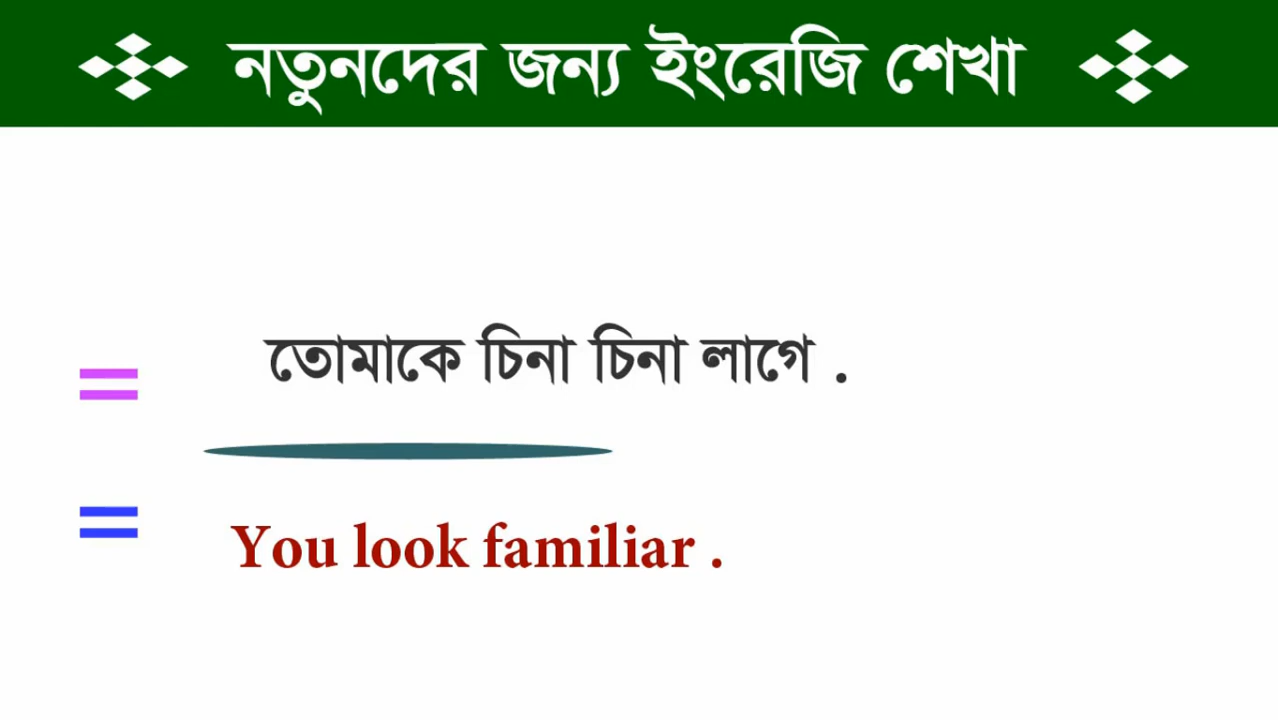 নতুনদের জন্য ইংরেজি শেখা
= তোমাকে চিনা চিনা লাগে .
= You look familiar .